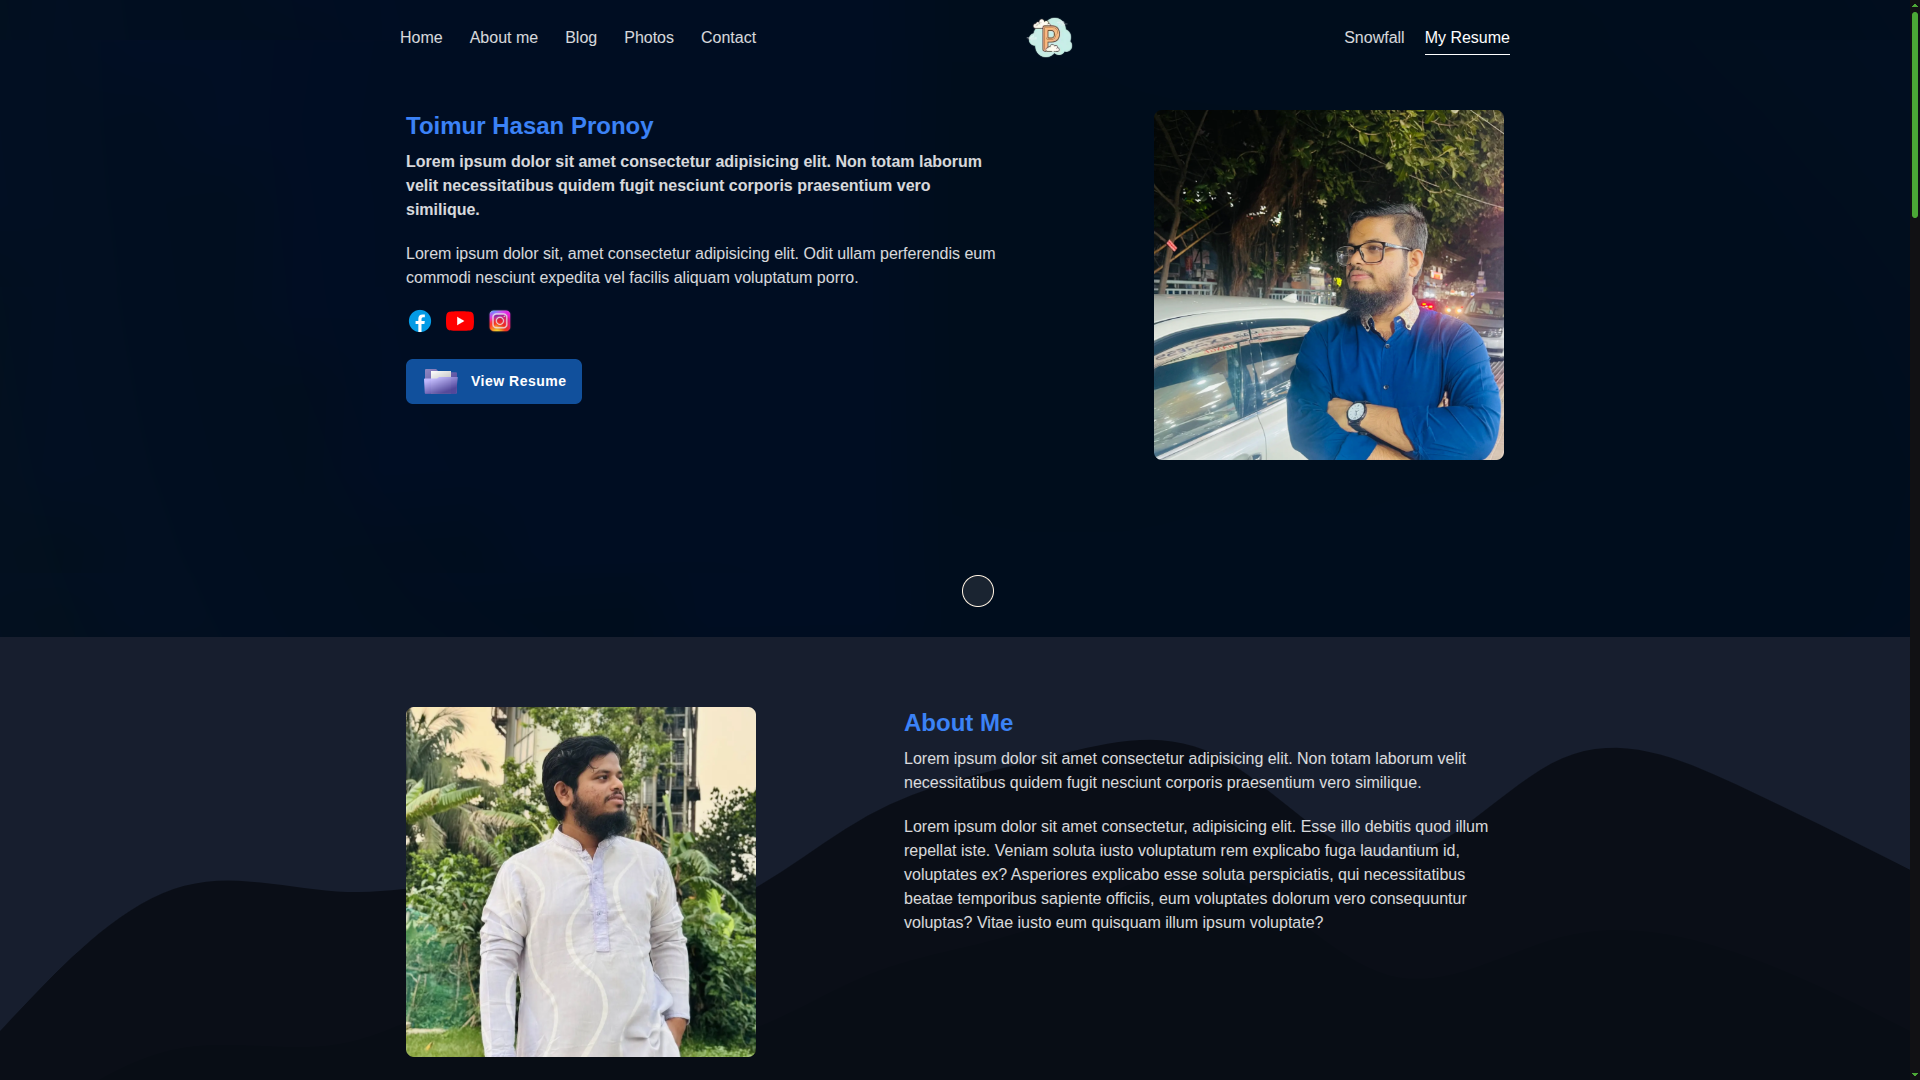 Home About me Blog Photos Contact
P
Snowfall My Resume
Toimur Hasan Pronoy
Lorem ipsum dolor sit amet consectetur adipisicing elit. Non totam laborum
velit necessitatibus quidem fugit nesciunt corporis praesentium vero
similique.
Lorem ipsum dolor sit, amet consectetur adipisicing elit. Odit ullam perferendis eum
commodi nesciunt expedita vel facilis aliquam voluptatum porro.
View Resume
About Me
Lorem ipsum dolor sit amet consectetur adipisicing elit. Non totam laborum velit
necessitatibus quidem fugit nesciunt corporis praesentium vero similique.
Lorem ipsum dolor sit amet consectetur, adipisicing elit. Esse illo debitis quod illum
repellat iste. Veniam soluta iusto voluptatum rem explicabo fuga laudantium id,
voluptates ex? Asperiores explicabo esse soluta perspiciatis, qui necessitatibus
beatae temporibus sapiente officiis, eum voluptates dolorum vero consequuntur
voluptas? Vitae iusto eum quisquam illum ipsum voluptate?